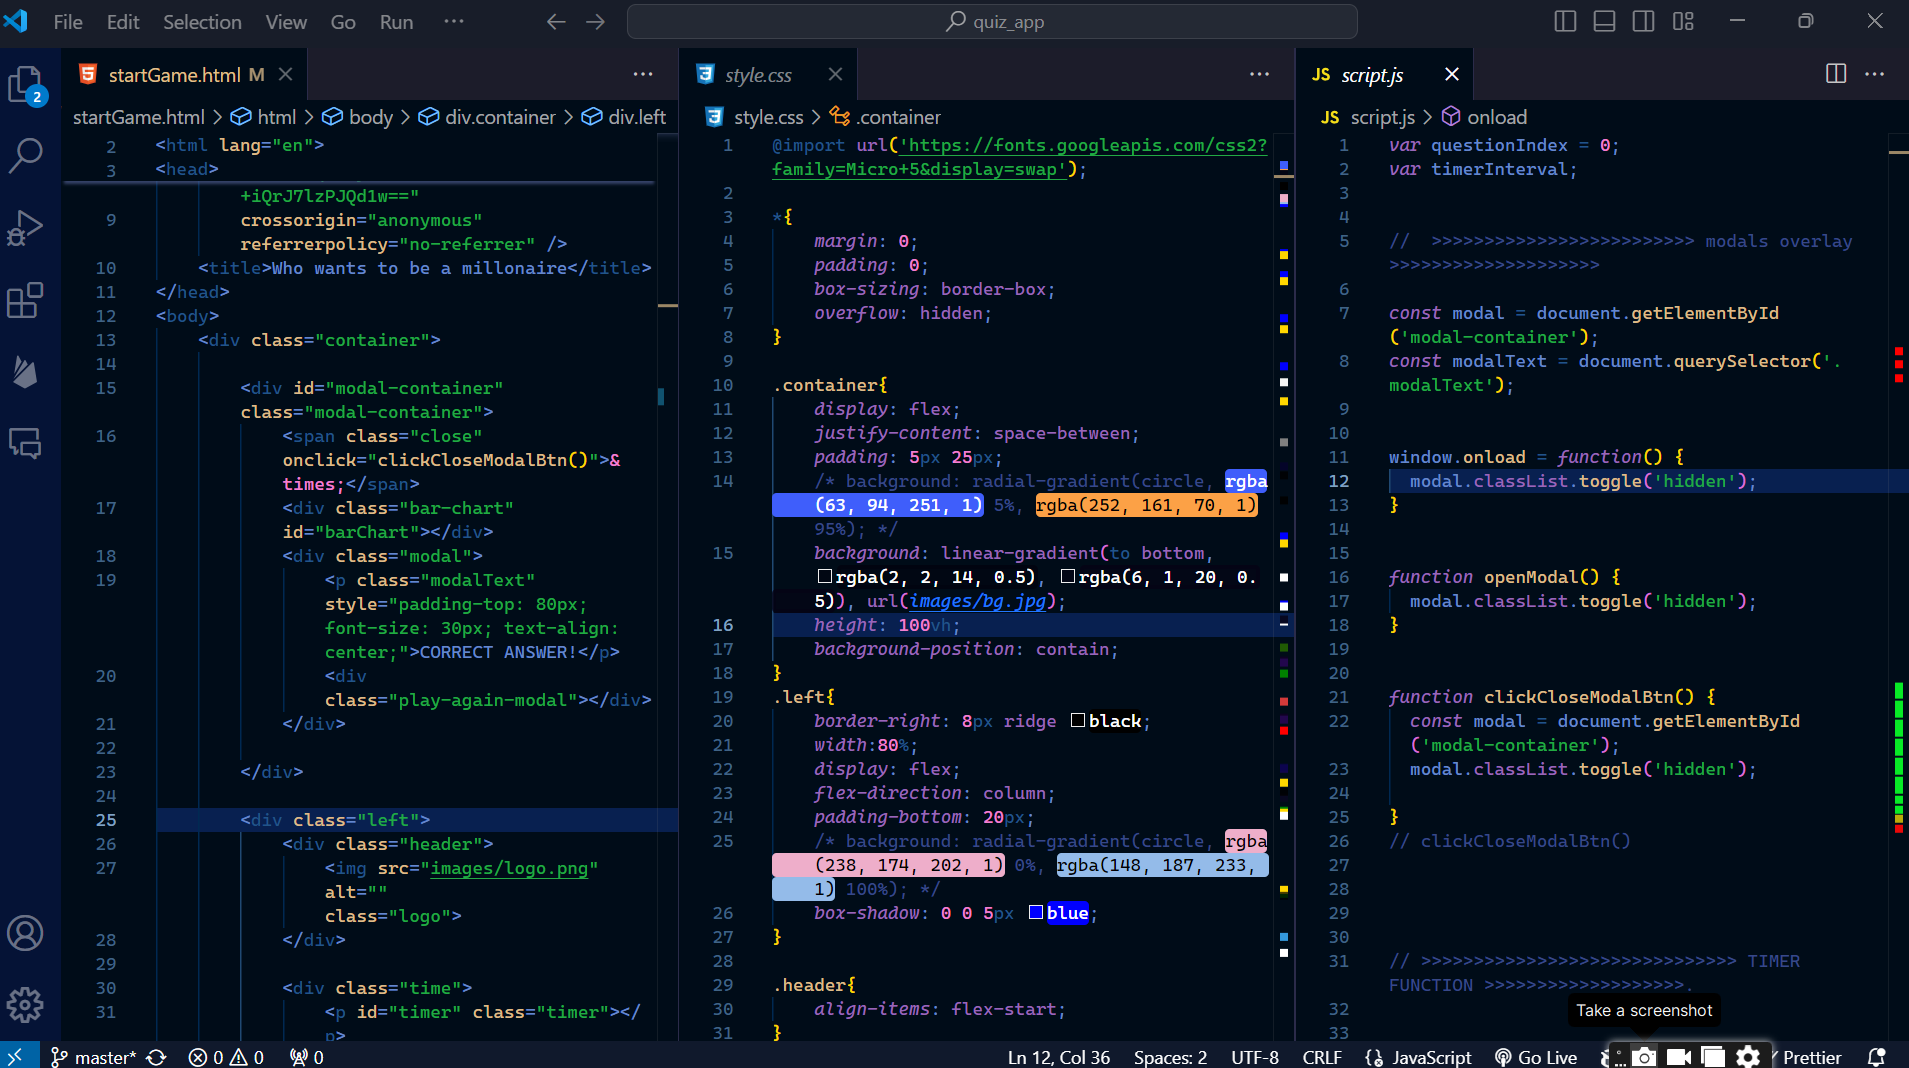 File Edit Selection View Go Run ··· quiz_app
startGame.html M
startGame.html > html > body > div.container > div.left
2 <html lang="en">
3 <head>
+iQrJ7lzPJQd1w=="
9 crossorigin="anonymous"
referrerpolicy="no-referrer" />
10 <title>Who wants to be a millonaire</title>
11 </head>
12 <body>
13 <div class="container">
14
15 <div id="modal-container"
class="modal-container">
16 <span class="close"
onclick="clickCloseModalBtn()">&
times;</span>
17 <div class="bar-chart"
id="barChart"></div>
18 <div class="modal">
19 <p class="modalText"
style="padding-top: 80px;
font-size: 30px; text-align:
center;">CORRECT ANSWER!</p>
20 <div
class="play-again-modal"></div>
21 </div>
22
23 </div>
24
25 <div class="left">
26 <div class="header">
27 <img src="images/logo.png"
alt=""
class="logo">
28 </div>
29
30 <div class="time">
31 <p id="timer" class="timer"></
p>
style.css
style.css > .container
1 @import url('https://fonts.googleapis.com/css2?
family=Micro+5&display=swap');
2
3 *{
4 margin: 0;
5 padding: 0;
6 box-sizing: border-box;
7 overflow: hidden;
8 }
9
10 .container{
11 display: flex;
12 justify-content: space-between;
13 padding: 5px 25px;
14 /* background: radial-gradient(circle, rgba
(63, 94, 251, 1) 5%, rgba(252, 161, 70, 1)
95%); */
15 background: linear-gradient(to bottom,
rgba(2, 2, 14, 0.5), rgba(6, 1, 20, 0.
5)), url(images/bg.jpg);
16 height: 100vh;
17 background-position: contain;
18 }
19 .left{
20 border-right: 8px ridge black;
21 width:80%;
22 display: flex;
23 flex-direction: column;
24 padding-bottom: 20px;
25 /* background: radial-gradient(circle, rgba
(238, 174, 202, 1) 0%, rgba(148, 187, 233,
1) 100%); */
26 box-shadow: 0 0 5px blue;
27 }
28
29 .header{
30 align-items: flex-start;
31 }
JS script.js
JS script.js > onload
1 var questionIndex = 0;
2 var timerInterval;
3
4
5 // >>>>>>>>>>>>>>>>>>>>>>>>> modals overlay
>>>>>>>>>>>>>>>>>>>>
6
7 const modal = document.getElementById
('modal-container');
8 const modalText = document.querySelector('.
modalText');
9
10
11 window.onload = function() {
12 modal.classList.toggle('hidden');
13 }
14
15
16 function openModal() {
17 modal.classList.toggle('hidden');
18 }
19
20
21 function clickCloseModalBtn() {
22 const modal = document.getElementById
('modal-container');
23 modal.classList.toggle('hidden');
24
25 }
26 // clickCloseModalBtn()
27
28
29
30
31 // >>>>>>>>>>>>>>>>>>>>>>>>>>>>>> TIMER
FUNCTION >>>>>>>>>>>>>>>>>>>.
32
33
Take a screenshot
2
master* 0 0 0 Ln 12, Col 36 Spaces: 2 UTF-8 CRLF JavaScript Go Live Prettier